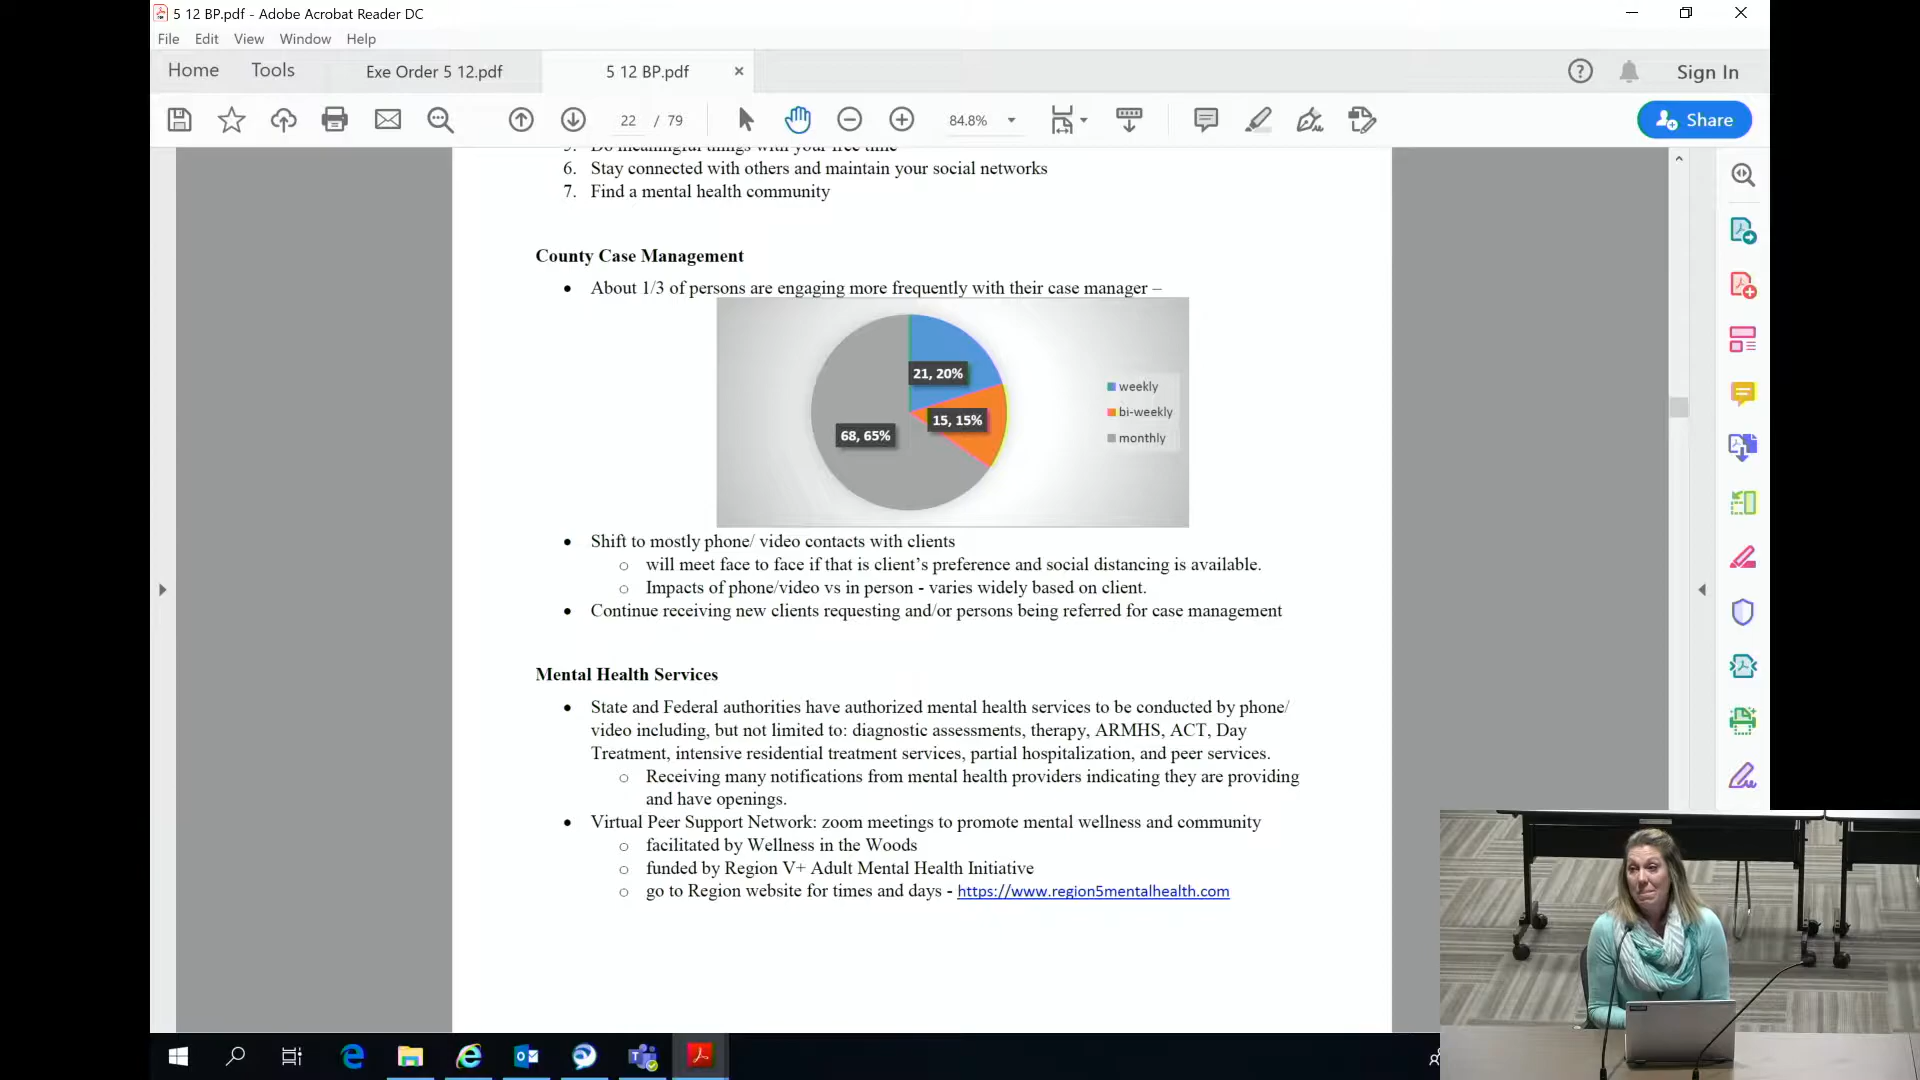 5 12 BP.pdf - Adobe Acrobat Reader DC
File Edit View Window Help
Home Tools Exe Order 5 12.pdf 5 12 BP.pdf Sign In
22 / 79 84.8% Share
5. Do meaningful things with your free time
6. Stay connected with others and maintain your social networks
7. Find a mental health community
County Case Management
• About 1/3 of persons are engaging more frequently with their case manager –
21, 20%
15, 15%
68, 65%
weekly
bi-weekly
monthly
• Shift to mostly phone/ video contacts with clients
o will meet face to face if that is client’s preference and social distancing is available.
o Impacts of phone/video vs in person - varies widely based on client.
• Continue receiving new clients requesting and/or persons being referred for case management
Mental Health Services
• State and Federal authorities have authorized mental health services to be conducted by phone/
video including, but not limited to: diagnostic assessments, therapy, ARMHS, ACT, Day
Treatment, intensive residential treatment services, partial hospitalization, and peer services.
o Receiving many notifications from mental health providers indicating they are providing
and have openings.
• Virtual Peer Support Network: zoom meetings to promote mental wellness and community
o facilitated by Wellness in the Woods
o funded by Region V+ Adult Mental Health Initiative
o go to Region website for times and days - https://www.region5mentalhealth.com